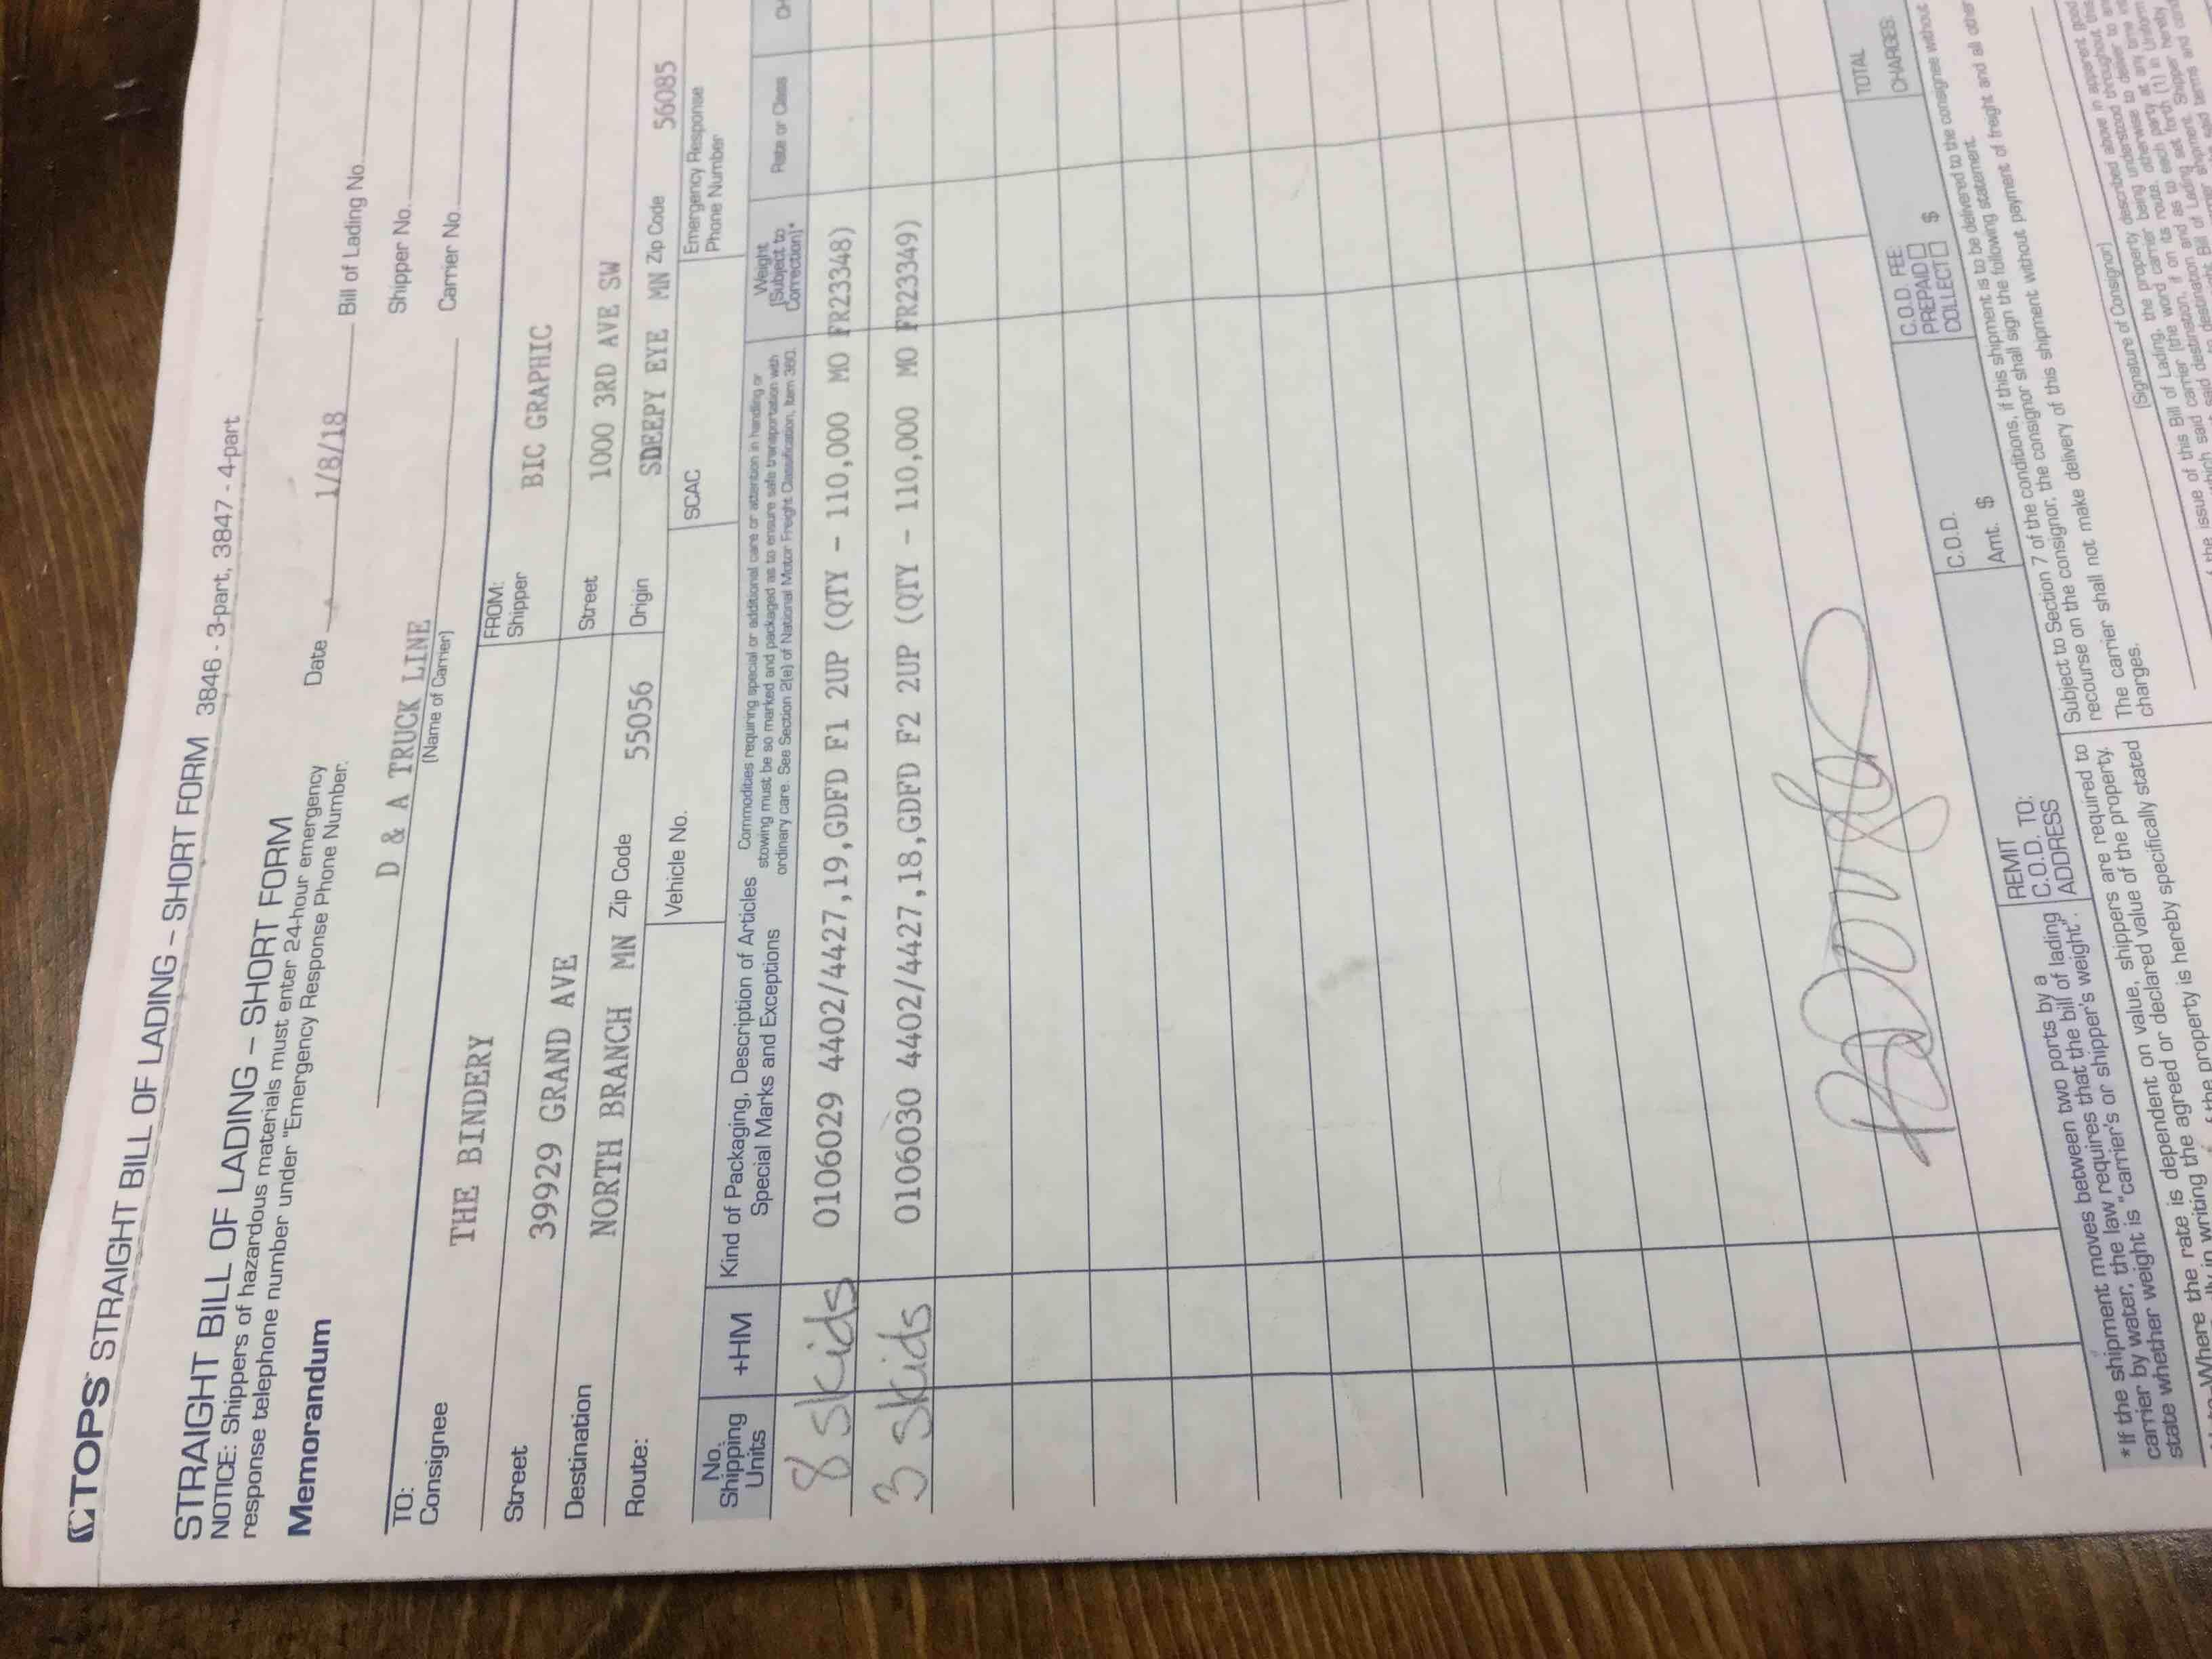 TOPS STRAIGHT BILL OF LADING – SHORT FORM 3846 - 3-part, 3847 - 4-part
STRAIGHT BILL OF LADING – SHORT FORM
NOTICE: Shippers of hazardous materials must enter 24-hour emergency
response telephone number under "Emergency Response Phone Number.
Memorandum
Date 1/8/18 Bill of Lading No.
Shipper No.
D & A TRUCK LINE Carrier No.
(Name of Carrier)
TO:
Consignee THE BINDERY
FROM:
Shipper BIC GRAPHIC
Street 39929 GRAND AVE
Street 1000 3RD AVE SW
Destination NORTH BRANCH MN Zip Code 55056
Origin SDEEPY EYE MN Zip Code 56085
Route:
Vehicle No.
SCAC
Emergency Response
Phone Number
No.
Shipping
Units
+HM
Kind of Packaging, Description of Articles
Special Marks and Exceptions
Commodities requiring special or additional care or attention in handling or
stowing must be so marked and packaged as to ensure safe transportation with
ordinary care. See Section 2(e) of National Motor Freight Classification, Item 360.
Weight
(Subject to
Correction)*
Rate or Class
8 skids 0106029 4402/4427,19,GDFD F1 2UP (QTY - 110,000 MO FR23348)
3 skids 0106030 4402/4427,18,GDFD F2 2UP (QTY - 110,000 MO FR23349)
REMIT
C.O.D. TO:
ADDRESS
C.O.D.
Amt. $
C.O.D. FEE:
PREPAID
COLLECT $
TOTAL
CHARGES:
*If the shipment moves between two ports by a
carrier by water, the law requires that the bill of lading
state whether weight is "carrier's or shipper's weight".
Where the rate is dependent on value, shippers are required to
in writing the agreed or declared value of the property.
the property is hereby specifically stated
Subject to Section 7 of the conditions, if this shipment is to be delivered to the consignee without
recourse on the consignor, the consignor shall sign the following statement.
The carrier shall not make delivery of this shipment without payment of freight and all other
charges.
(Signature of Consignor)